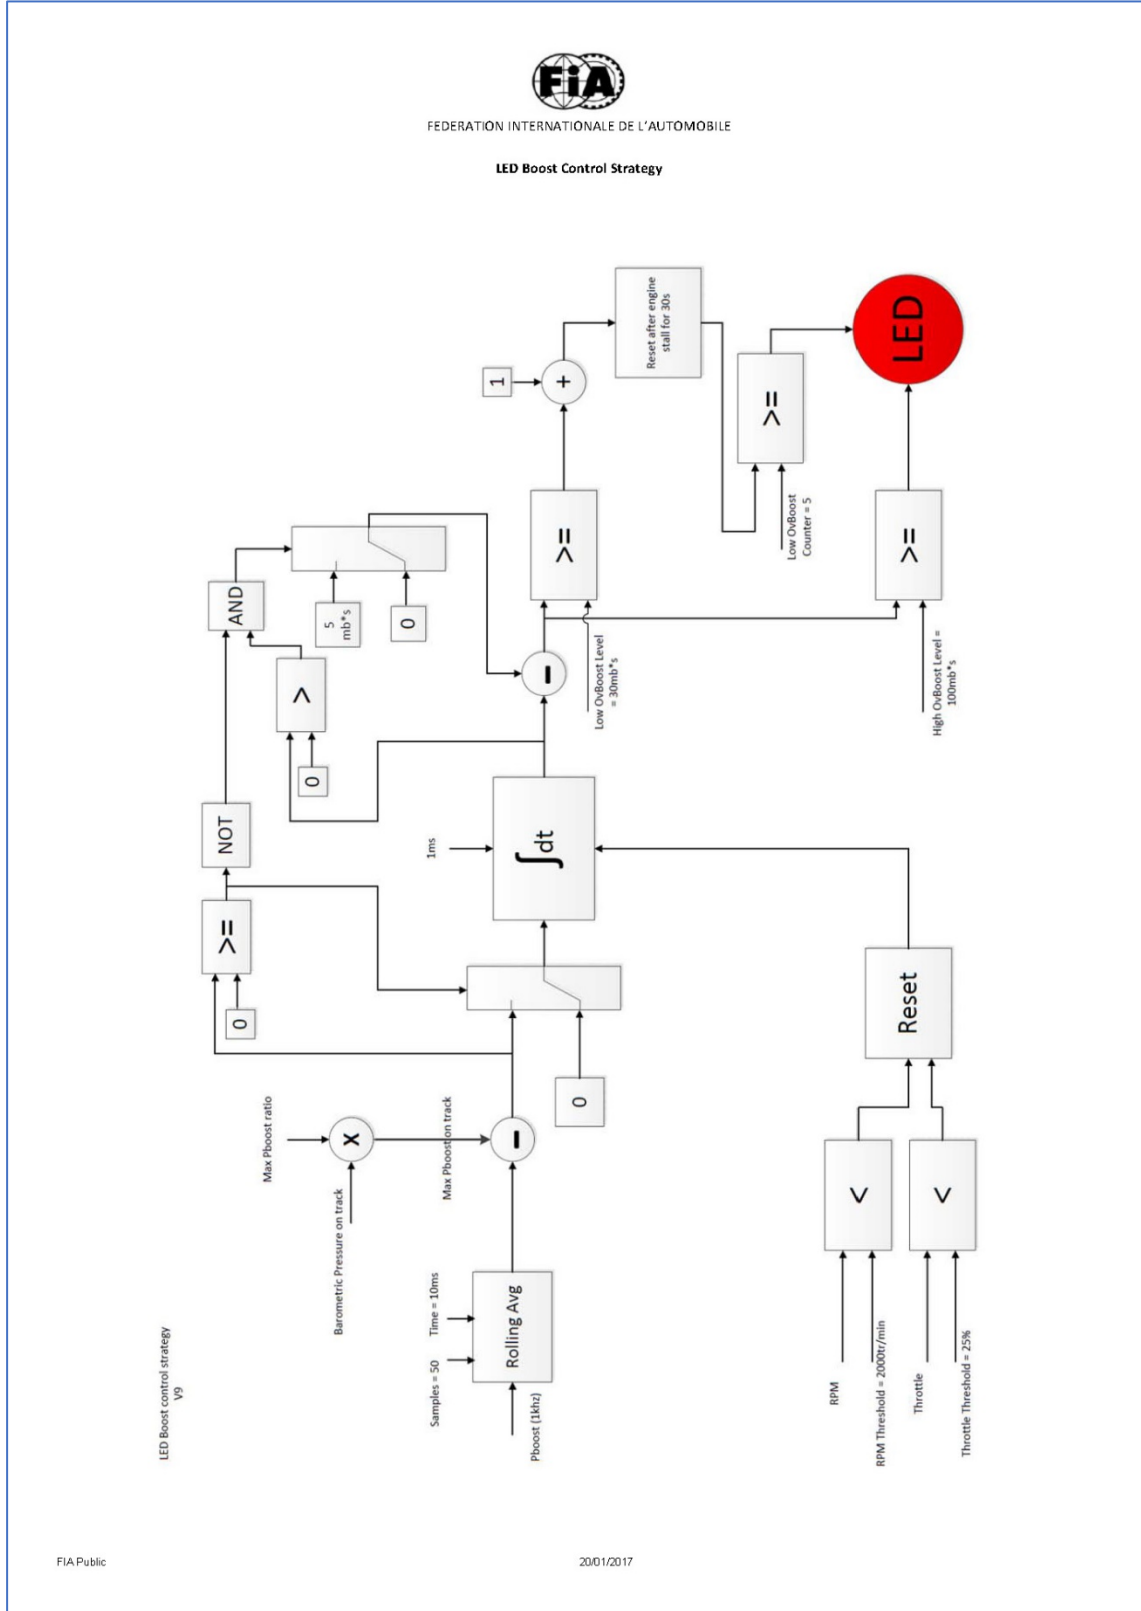 FiA
FEDERATION INTERNATIONALE DE L'AUTOMOBILE
LED Boost Control Strategy
LED Boost control strategy
V9
Pboost (1khz)
Samples = 50
Time = 10ms
Rolling Avg
Barometric Pressure on track
Max Pboost ratio
X
Max Pboost on track
-
0
0
>=
NOT
1ms
∫dt
0
>
AND
5
mb*s
0
-
Low OvBoost Level
= 30mb*s
>=
1
+
Reset after engine
stall for 30s
Low OvBoost
Counter = 5
>=
High OvBoost Level =
100mb*s
>=
LED
RPM
RPM Threshold = 2000tr/min
<
Throttle
Throttle Threshold = 25%
<
Reset
FIA Public
20/01/2017